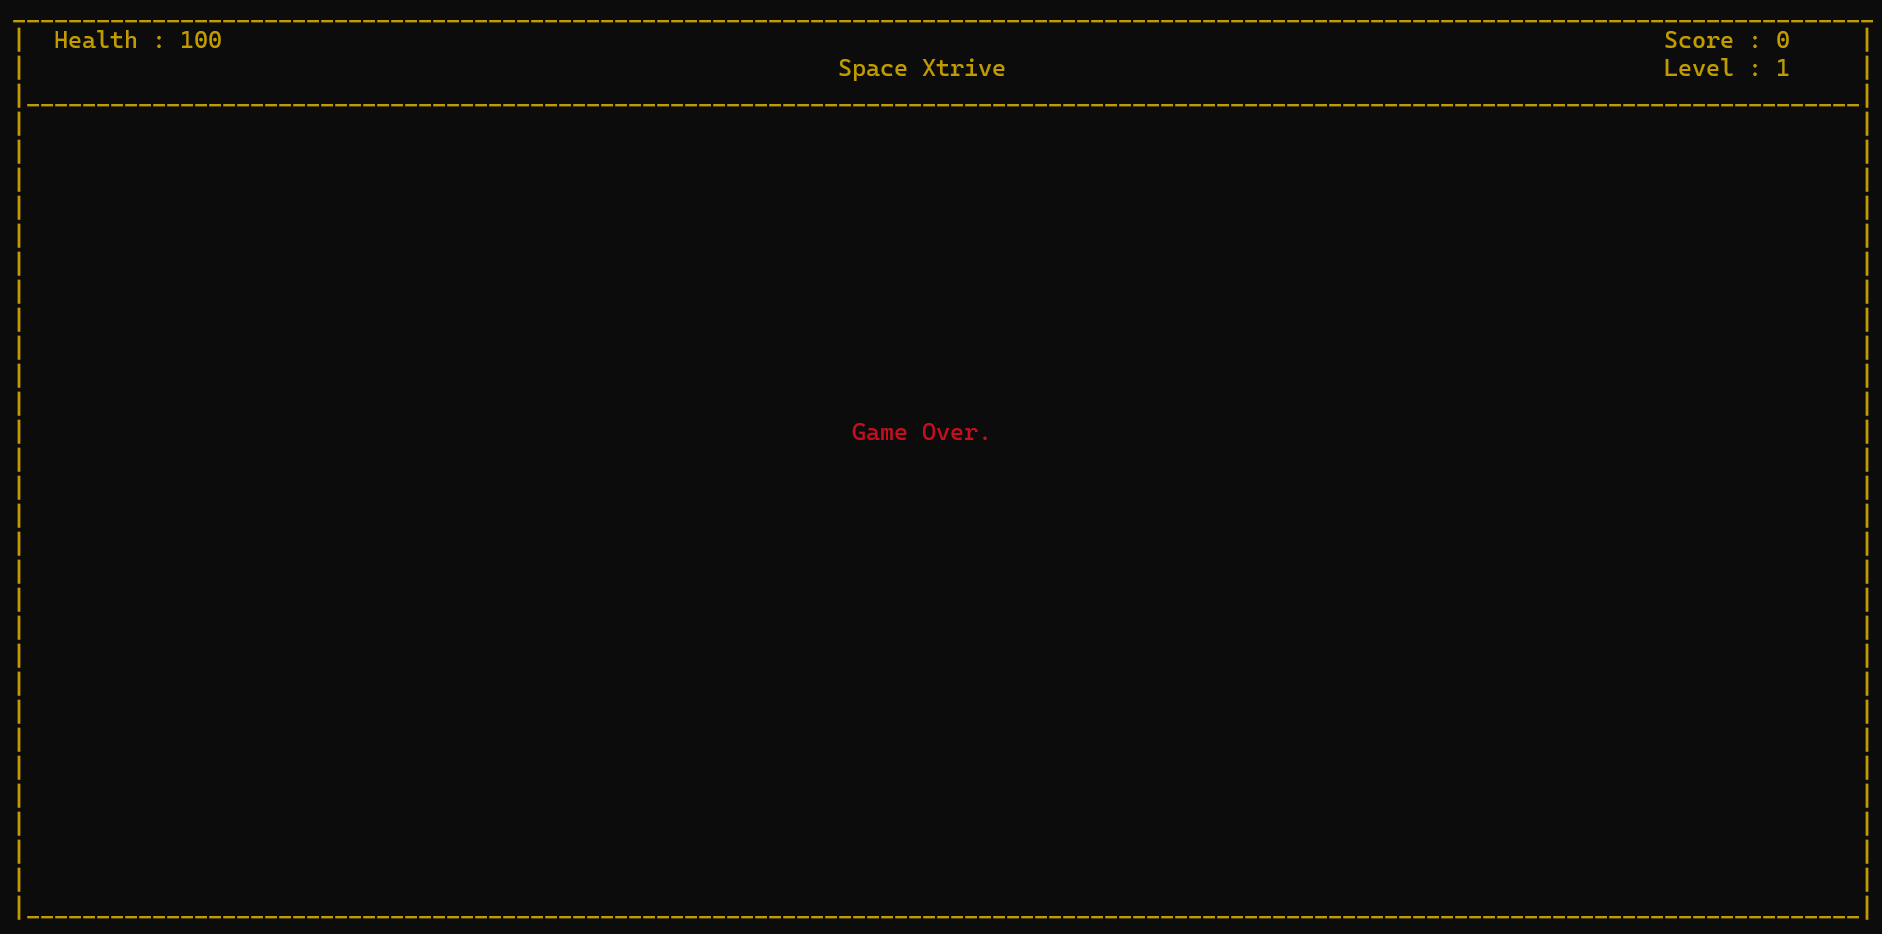 Health : 100
Score : 0
Space Xtrive
Level : 1
Game Over.